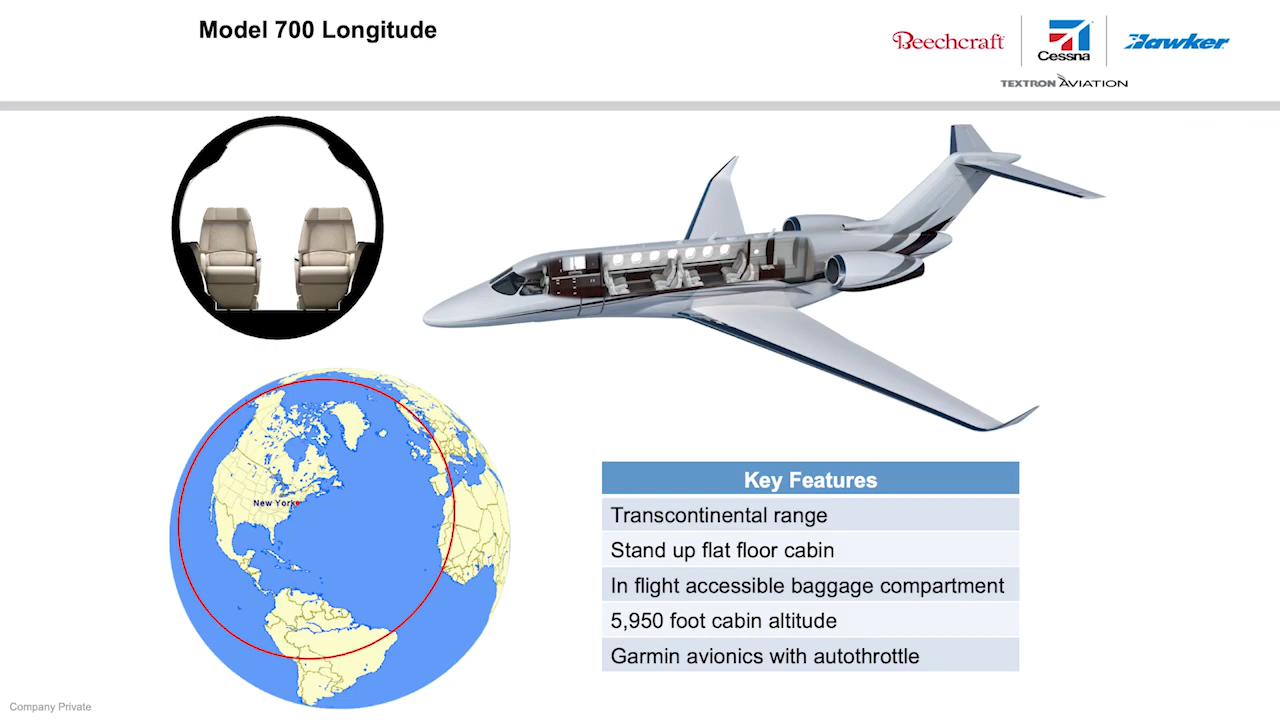 Model 700 Longitude
Beechcraft
Cessna
Hawker
TEXTRON AVIATION
New York
Key Features
Transcontinental range
Stand up flat floor cabin
In flight accessible baggage compartment
5,950 foot cabin altitude
Garmin avionics with autothrottle
Company Private